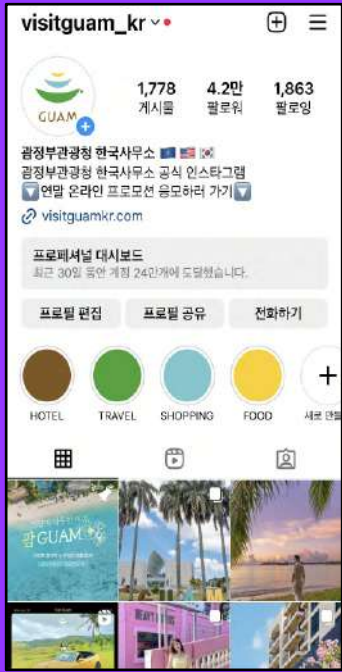 visitguam_kr
GUAM
1,778 4.2만 1,863
게시물 팔로워 팔로잉
괌정부관광청 한국사무소
괌정부관광청 한국사무소 공식 인스타그램
연말 온라인 프로모션 응모하러 가기
visitguamkr.com
프로페셔널 대시보드
최근 30일 동안 계정 24만개에 도달했습니다.
프로필 편집 프로필 공유 전화하기
HOTEL TRAVEL SHOPPING FOOD 새로 만들
괌GUAM